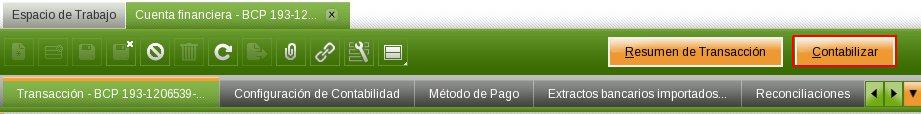 Espacio de Trabajo Cuenta financiera - BCP 193-12...
Resumen de Transacción Contabilizar
Transacción - BCP 193-1206539-... Configuración de Contabilidad Método de Pago Extractos bancarios importados... Reconciliaciones